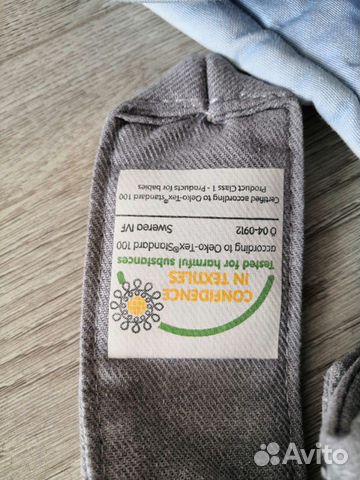 CONFIDENCE
IN TEXTILES
Tested for harmful substances
according to Oeko-Tex®Standard 100
Ö 04-0912 Swerea IVF
Certified according to Oeko-Tex®standard 100
Product Class 1 - Products for babies
Avito